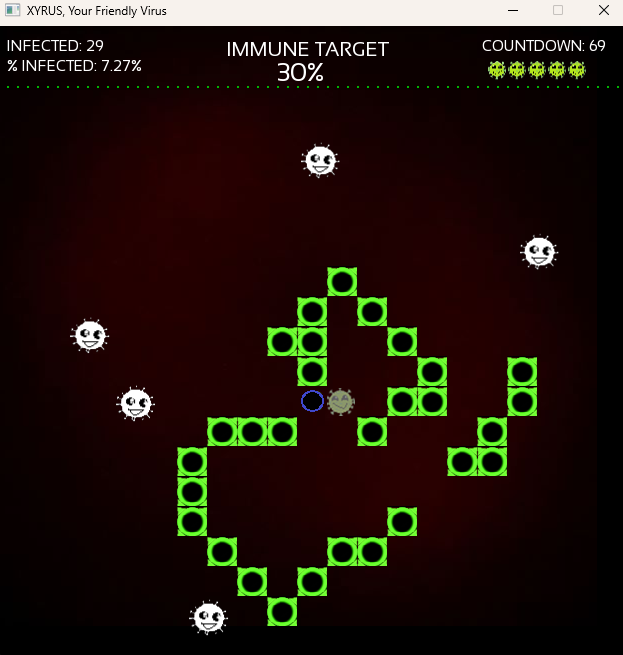 XYRUS, Your Friendly Virus
INFECTED: 29
% INFECTED: 7.27%
IMMUNE TARGET
30%
COUNTDOWN: 69